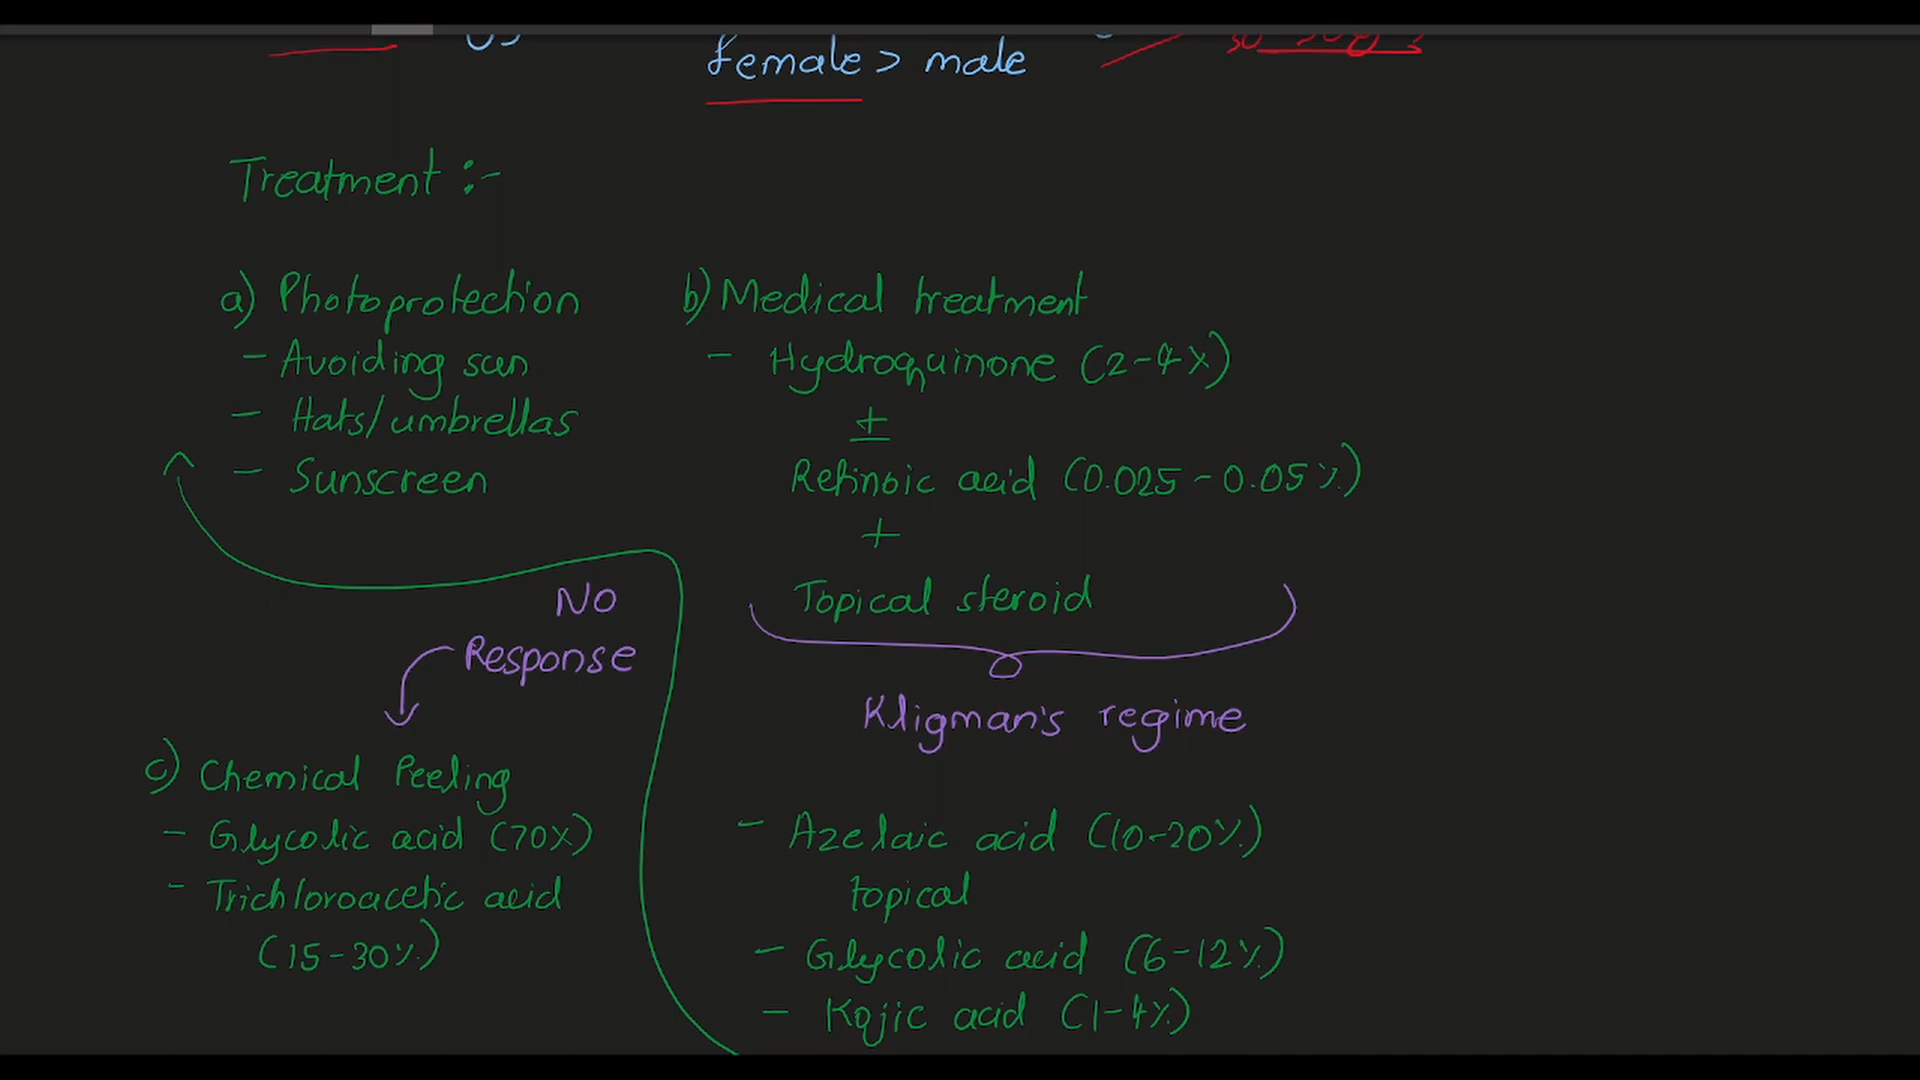 female > male
Treatment :-
a) Photoprotection
- Avoiding sun
- Hats/umbrellas
- Sunscreen
b) Medical treatment
- Hydroquinone (2-4%)
±
Retinoic acid (0.025 - 0.05%)
+
Topical steroid
Kligman's regime
- Azelaic acid (10-20%)
topical
- Glycolic acid (6-12%)
- Kojic acid (1-4%)
No
Response
c) Chemical Peeling
- Glycolic acid (70%)
- Trichloroacetic acid
(15-30%)